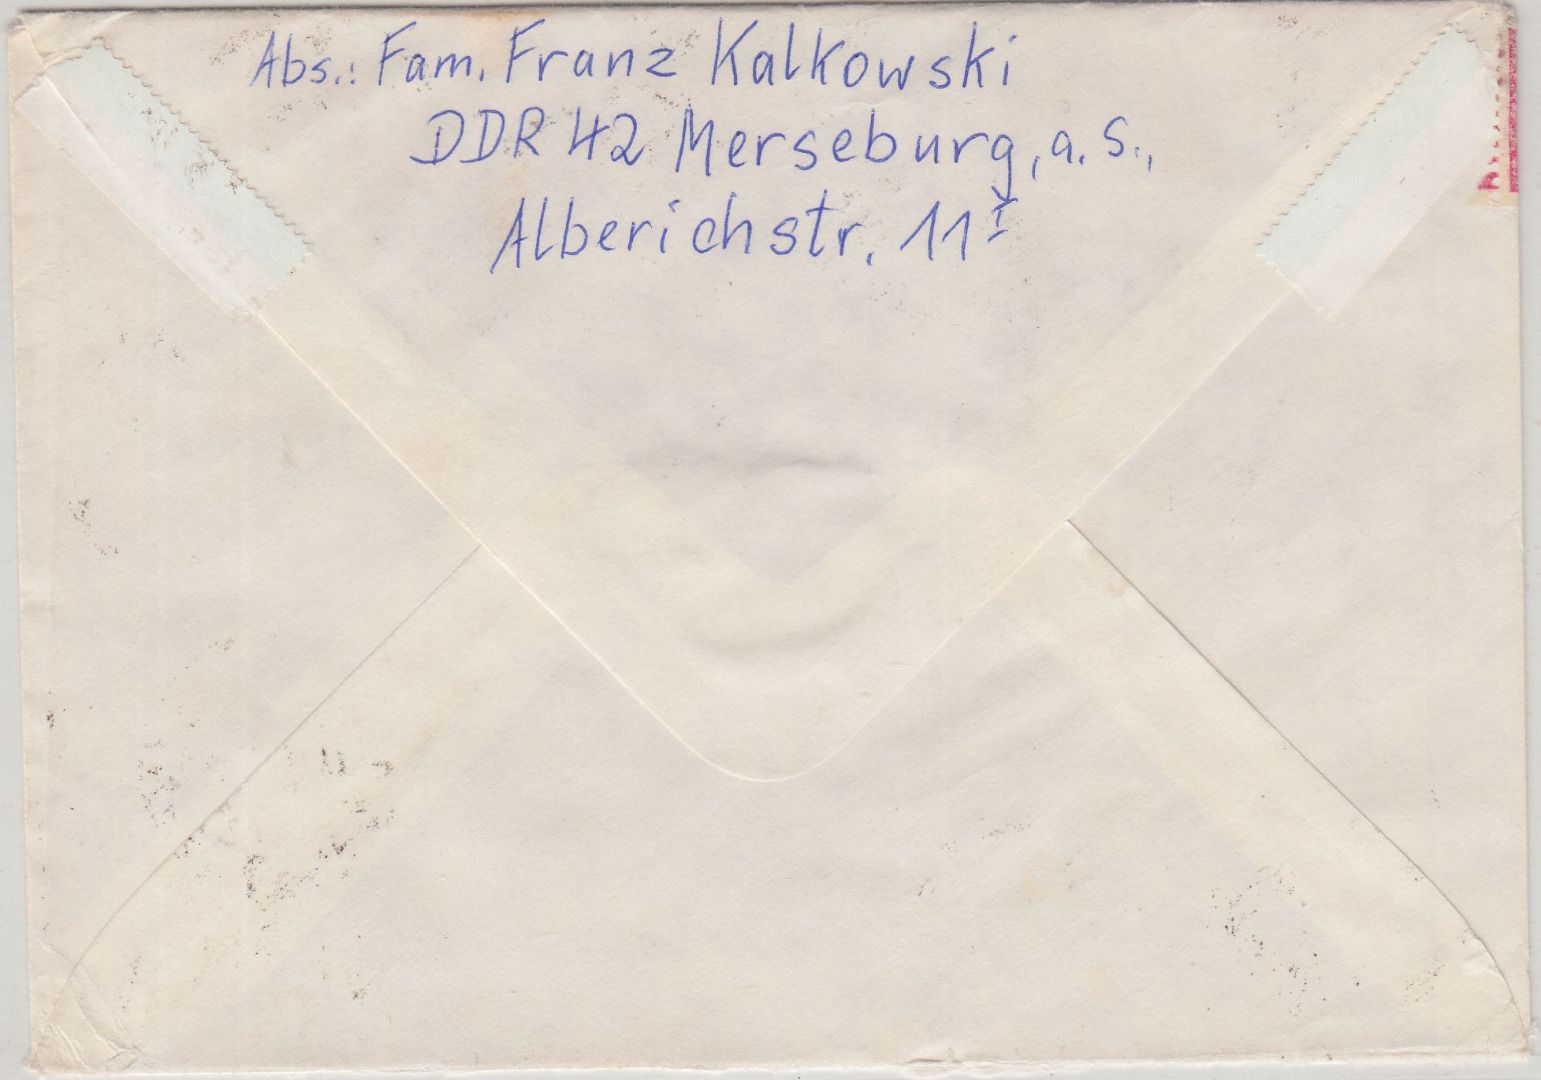 Abs.: Fam. Franz Kalkowski
DDR 42 Merseburg, a. S.,
Alberichstr. 11 I